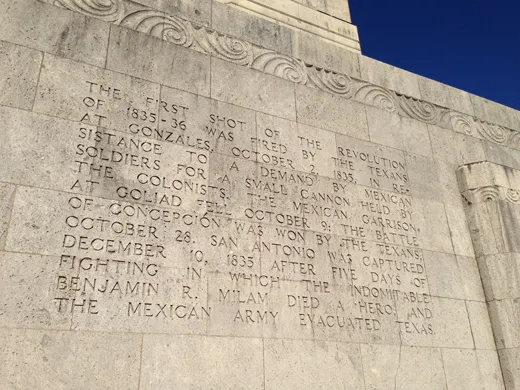 THE FIRST SHOT OF THE REVOLUTION
OF 1835-36 WAS FIRED BY THE TEXANS
AT GONZALES, OCTOBER 2, 1835 IN RE-
SISTANCE TO A DEMAND BY MEXICAN
SOLDIERS FOR A SMALL CANNON HELD BY
THE COLONISTS. THE MEXICAN GARRISON
AT GOLIAD FELL OCTOBER 9; THE BATTLE
OF CONCEPCION WAS WON BY THE TEXANS,
OCTOBER 28. SAN ANTONIO WAS CAPTURED
DECEMBER 10, 1835 AFTER FIVE DAYS OF
FIGHTING IN WHICH THE INDOMITABLE
BENJAMIN R. MILAM DIED A HERO, AND
THE MEXICAN ARMY EVACUATED TEXAS.